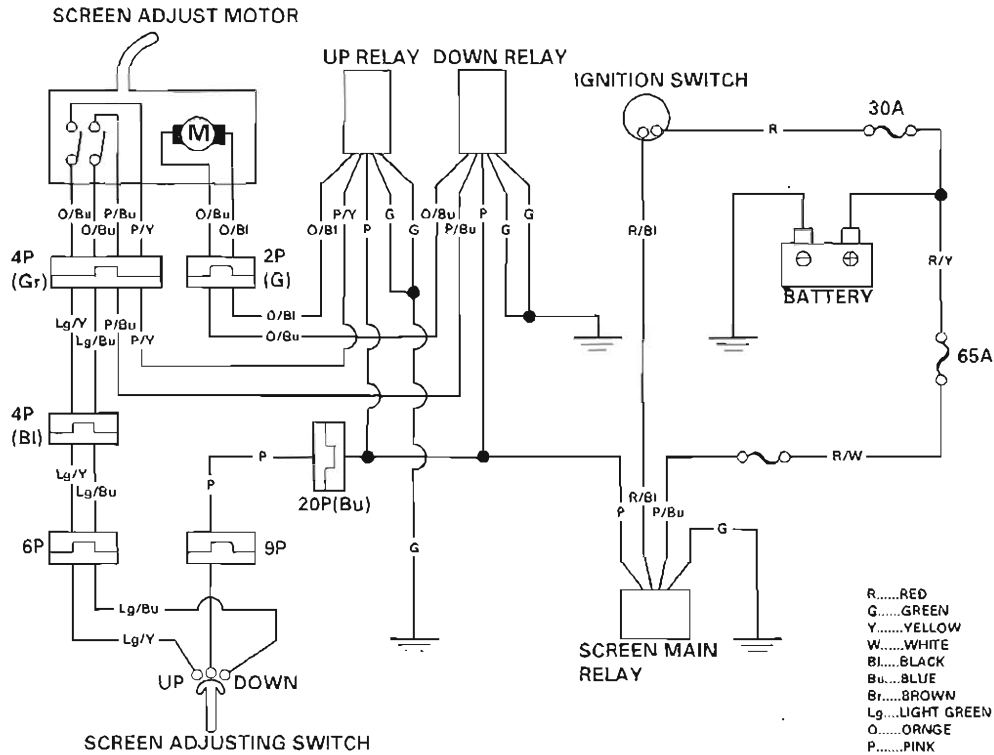 SCREEN ADJUST MOTOR
UP RELAY
DOWN RELAY
IGNITION SWITCH
30A
R
M
O/Bu
P/Bu
O/Bu
P/Y
O/Bu
O/Bl
O/Bl
P/Y
P
G
G
O/Bu
P/Bu
P
G
G
R/Bl
R/Y
4P
(Gr)
2P
(G)
BATTERY
O/Bl
O/Bu
Lg/Y
P/Bu
Lg/Bu
P/Y
65A
4P
(Bl)
P
R/W
Lg/Y
Lg/Bu
P
20P(Bu)
R/Bl
P
P/Bu
G
6P
9P
G
Lg/Bu
Lg/Y
UP
DOWN
SCREEN MAIN
RELAY
SCREEN ADJUSTING SWITCH
R.....RED
G.....GREEN
Y......YELLOW
W.....WHITE
Bl....BLACK
Bu...BLUE
Br....BROWN
Lg....LIGHT GREEN
O.....ORNGE
P......PINK